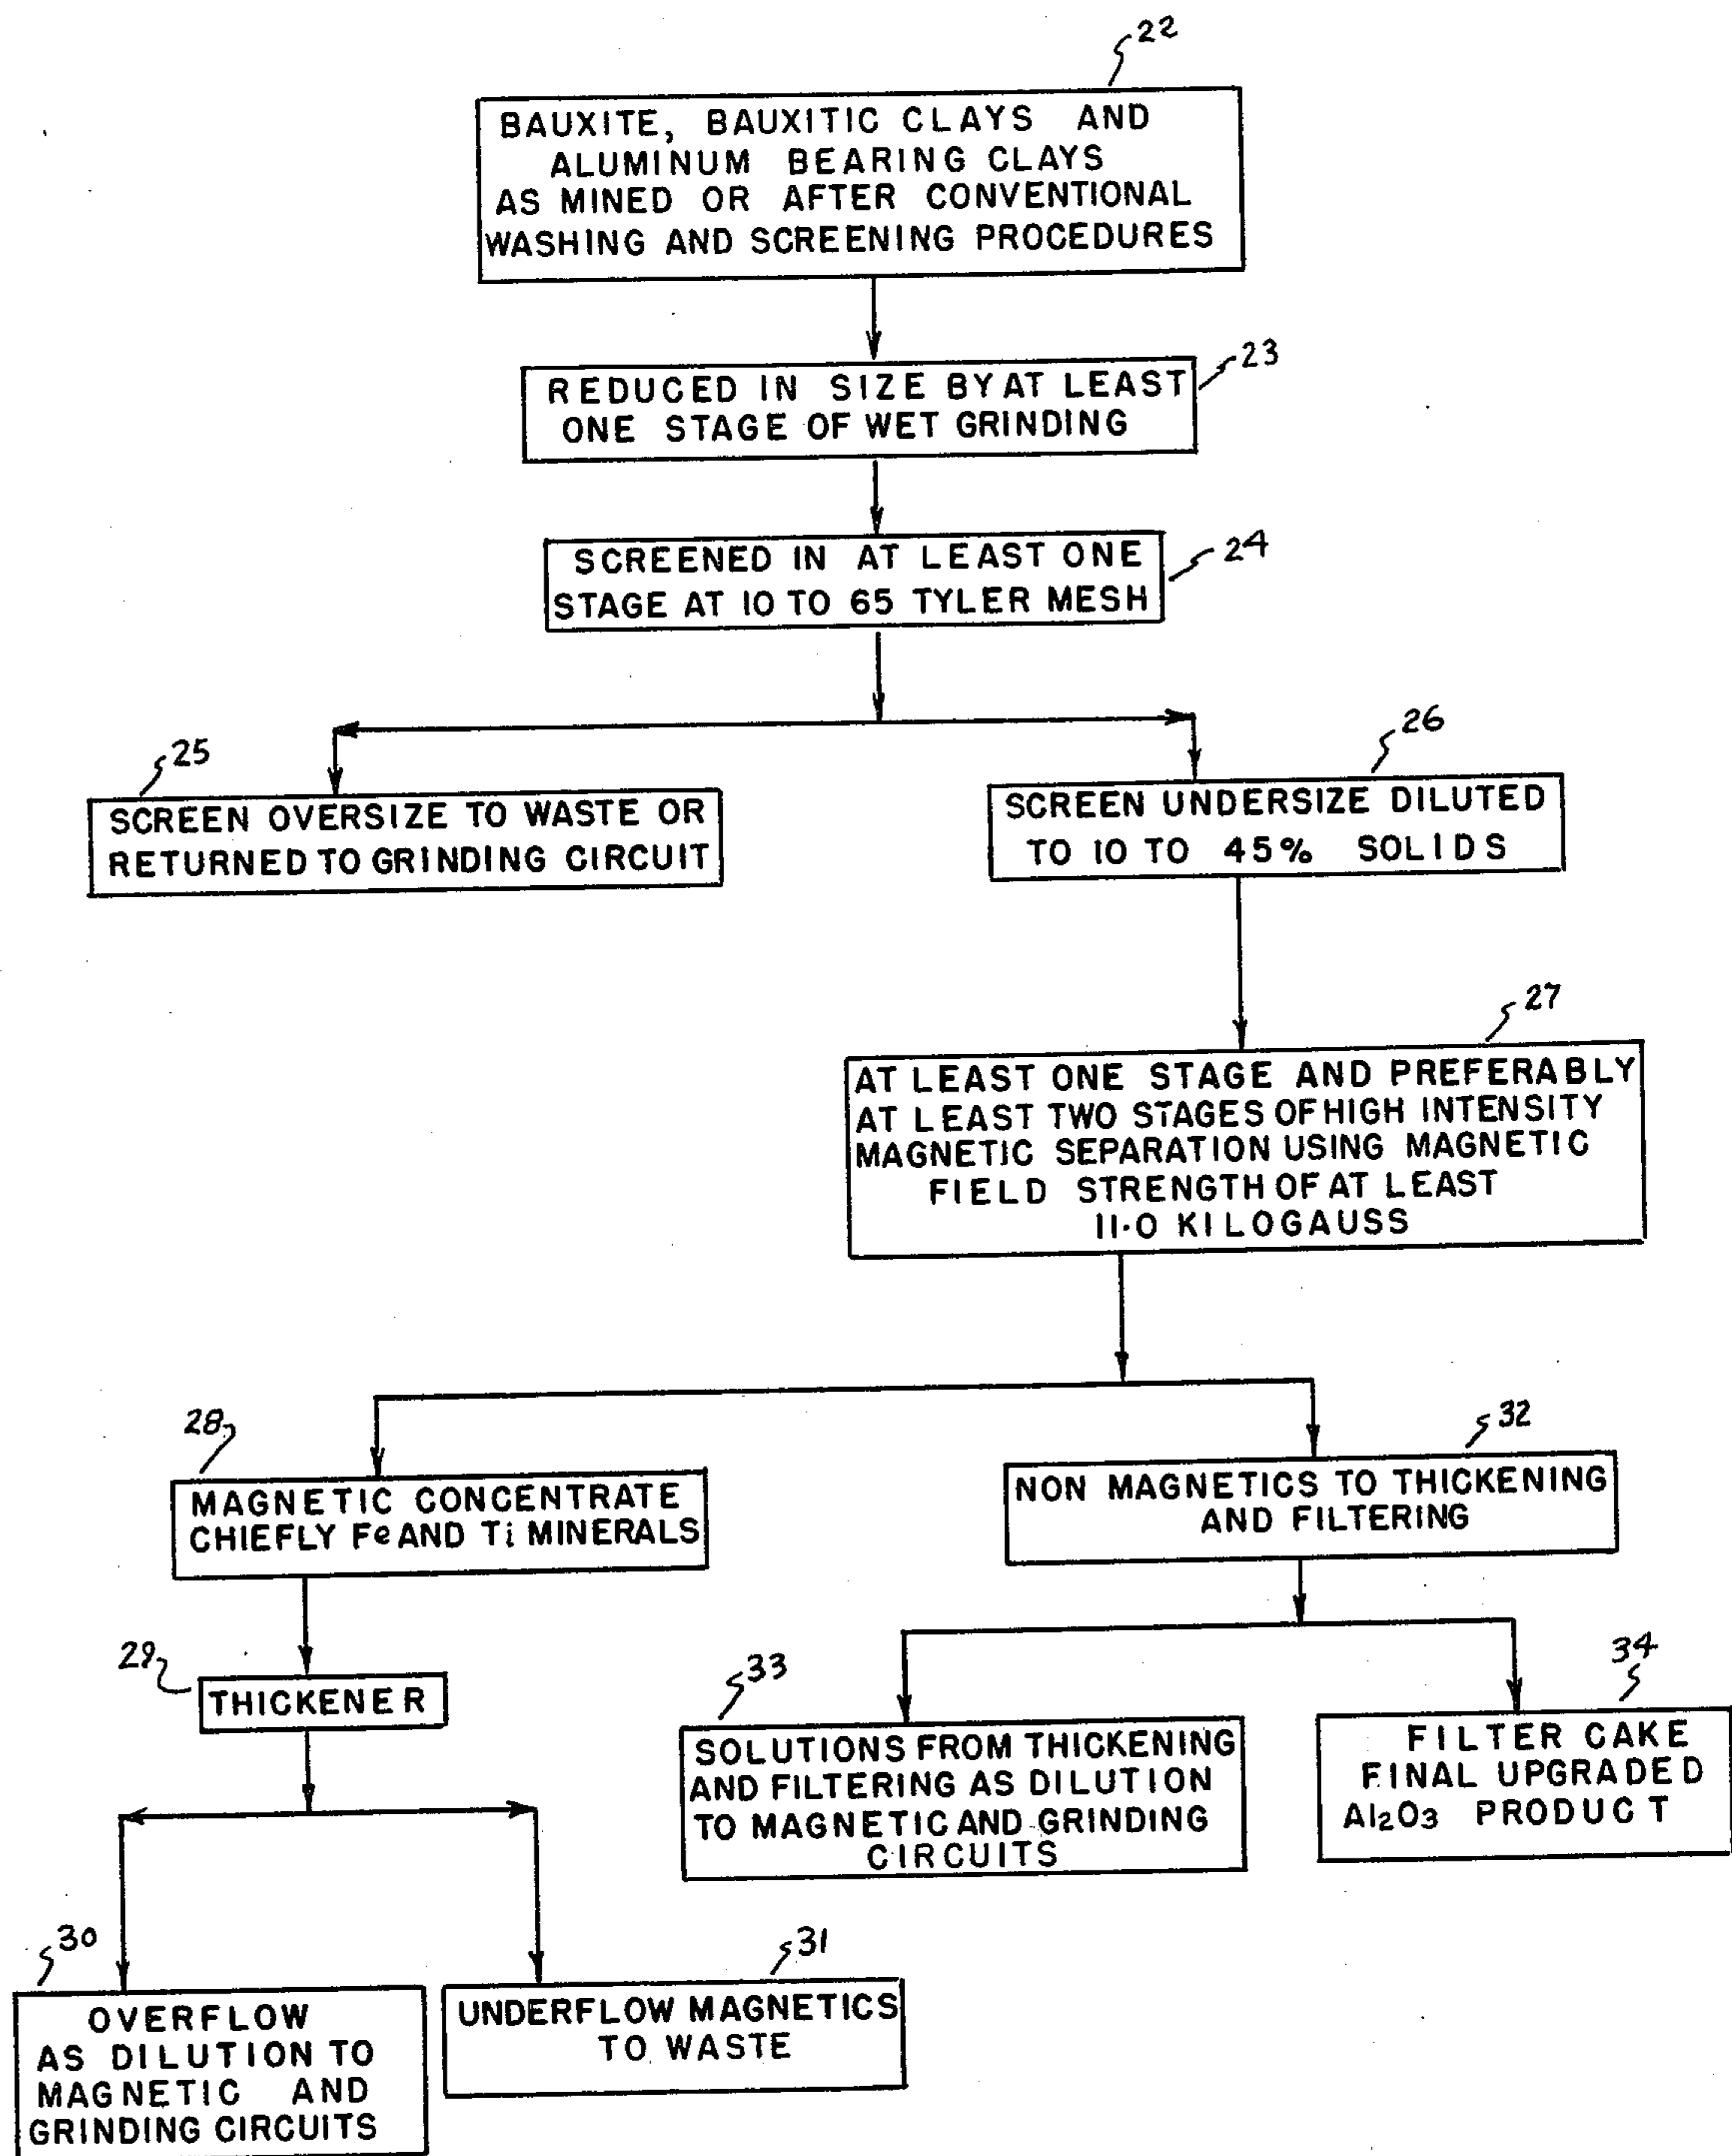 22
BAUXITE, BAUXITIC CLAYS AND
ALUMINUM BEARING CLAYS
AS MINED OR AFTER CONVENTIONAL
WASHING AND SCREENING PROCEDURES
23
REDUCED IN SIZE BY AT LEAST
ONE STAGE OF WET GRINDING
24
SCREENED IN AT LEAST ONE
STAGE AT 10 TO 65 TYLER MESH
25
SCREEN OVERSIZE TO WASTE OR
RETURNED TO GRINDING CIRCUIT
26
SCREEN UNDERSIZE DILUTED
TO 10 TO 45% SOLIDS
27
AT LEAST ONE STAGE AND PREFERABLY
AT LEAST TWO STAGES OF HIGH INTENSITY
MAGNETIC SEPARATION USING MAGNETIC
FIELD STRENGTH OF AT LEAST
11.0 KILOGAUSS
28
MAGNETIC CONCENTRATE
CHIEFLY Fe AND Ti MINERALS
29
THICKENER
30
OVERFLOW
AS DILUTION TO
MAGNETIC AND
GRINDING CIRCUITS
31
UNDERFLOW MAGNETICS
TO WASTE
32
NON MAGNETICS TO THICKENING
AND FILTERING
33
SOLUTIONS FROM THICKENING
AND FILTERING AS DILUTION
TO MAGNETIC AND GRINDING
CIRCUITS
34
FILTER CAKE
FINAL UPGRADED
Al₂O₃ PRODUCT